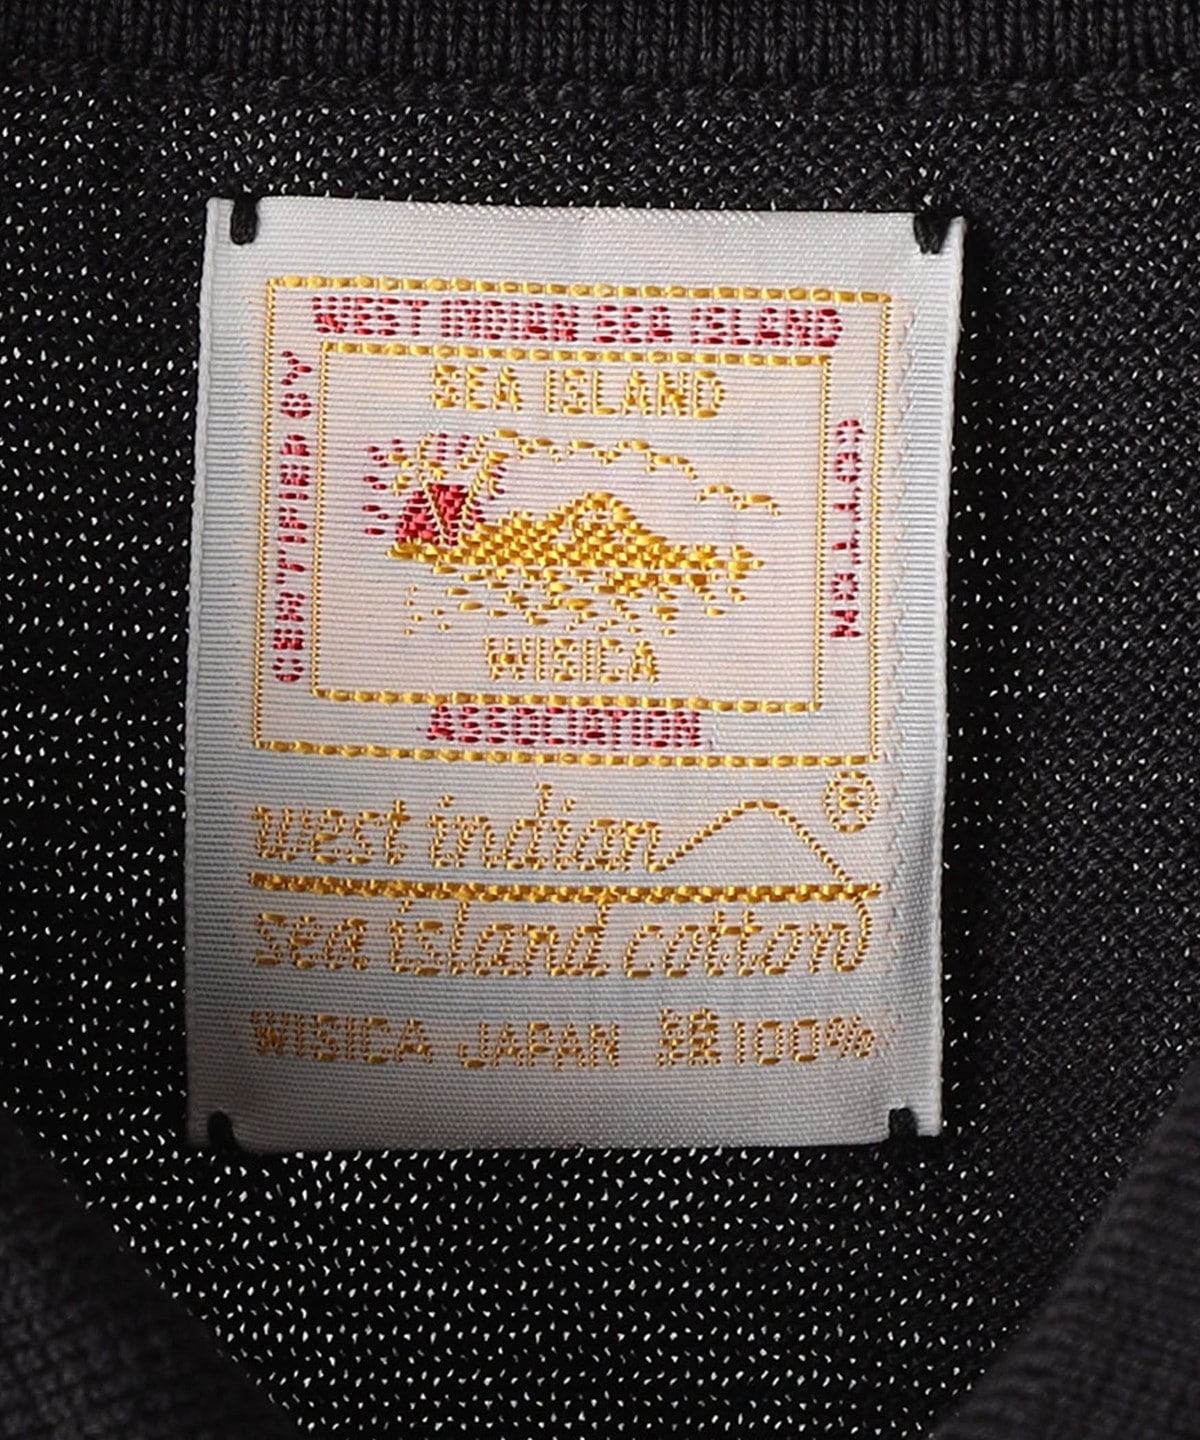 WEST INDIAN SEA ISLAND
CERTIFIED BY
SEA ISLAND
COTTON
WISICA
ASSOCIATION
west indian ®
sea island cotton
WISICA JAPAN 綿100%